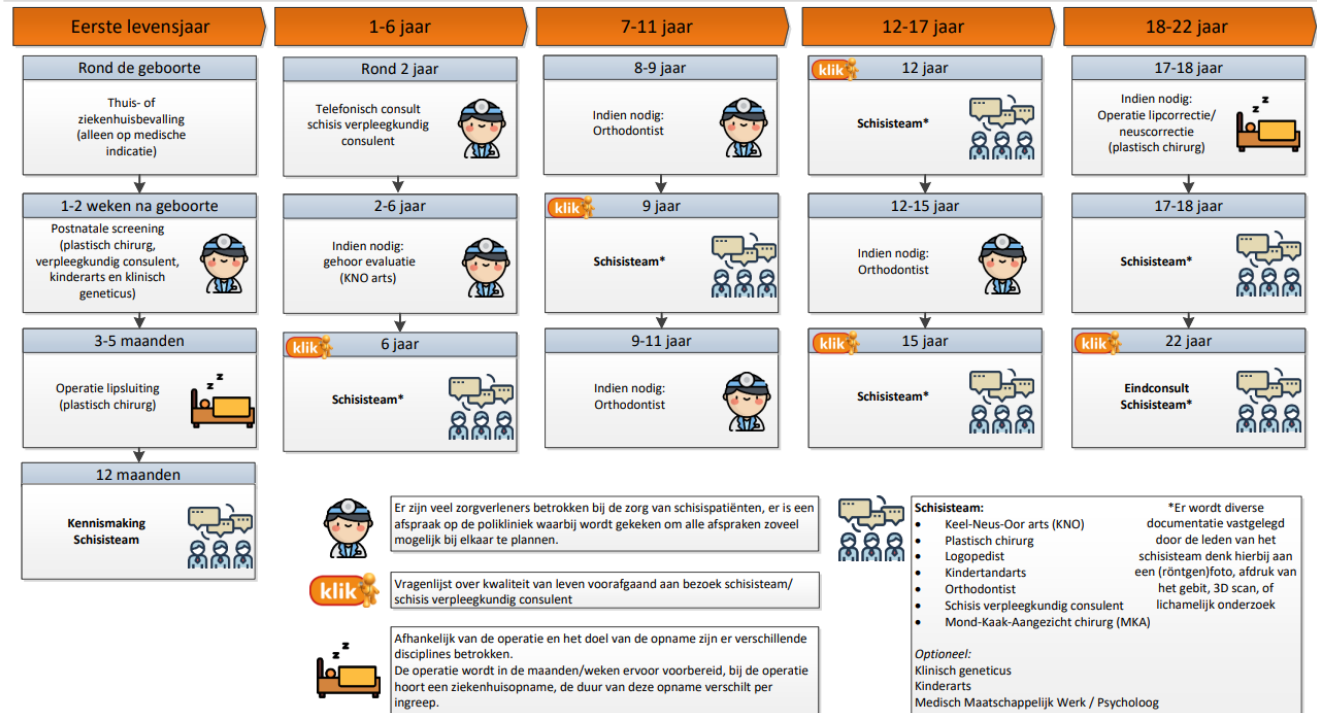 Eerste levensjaar
1-6 jaar
7-11 jaar
12-17 jaar
18-22 jaar
Rond de geboorte
Thuis- of
ziekenhuisbevalling
(alleen op medische
indicatie)
1-2 weken na geboorte
Postnatale screening
(plastisch chirurg,
verpleegkundig consulent,
kinderarts en klinisch
geneticus)
3-5 maanden
Operatie lipsluiting
(plastisch chirurg)
z z
12 maanden
Kennismaking
Schisisteam
Rond 2 jaar
Telefonisch consult
schisis verpleegkundig
consulent
2-6 jaar
Indien nodig:
gehoor evaluatie
(KNO arts)
klik
6 jaar
Schisisteam*
8-9 jaar
Indien nodig:
Orthodontist
klik
9 jaar
Schisisteam*
9-11 jaar
Indien nodig:
Orthodontist
klik
12 jaar
Schisisteam*
12-15 jaar
Indien nodig:
Orthodontist
klik
15 jaar
Schisisteam*
17-18 jaar
Indien nodig:
Operatie lipcorrectie/
neuscorrectie
(plastisch chirurg)
z z
17-18 jaar
Schisisteam*
klik
22 jaar
Eindconsult
Schisisteam*
Er zijn veel zorgverleners betrokken bij de zorg van schisispatiënten, er is een
afspraak op de polikliniek waarbij wordt gekeken om alle afspraken zoveel
mogelijk bij elkaar te plannen.
klik
Vragenlijst over kwaliteit van leven voorafgaand aan bezoek schisisteam/
schisis verpleegkundig consulent
z z
Afhankelijk van de operatie en het doel van de opname zijn er verschillende
disciplines betrokken.
De operatie wordt in de maanden/weken ervoor voorbereid, bij de operatie
hoort een ziekenhuisopname, de duur van deze opname verschilt per
ingreep.
Schisisteam:
• Keel-Neus-Oor arts (KNO)
• Plastisch chirurg
• Logopedist
• Kindertandarts
• Orthodontist
• Schisis verpleegkundig consulent
• Mond-Kaak-Aangezicht chirurg (MKA)
Optioneel:
Klinisch geneticus
Kinderarts
Medisch Maatschappelijk Werk / Psycholoog
*Er wordt diverse
documentatie vastgelegd
door de leden van het
schisisteam denk hierbij aan
een (röntgen)foto, afdruk van
het gebit, 3D scan, of
lichamelijk onderzoek